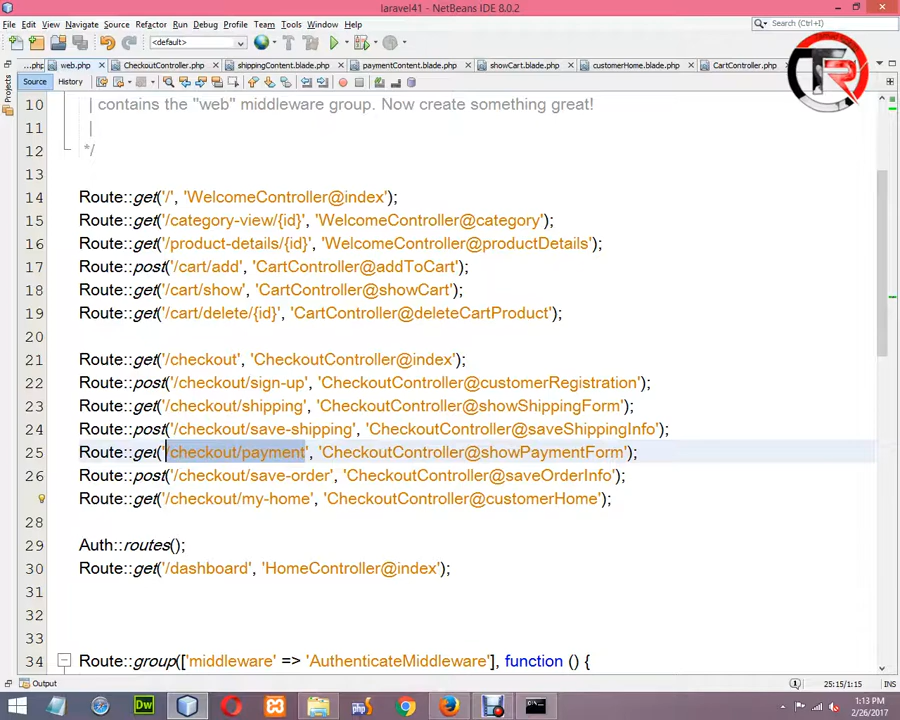 laravel41 - NetBeans IDE 8.0.2
File Edit View Navigate Source Refactor Run Debug Profile Team Tools Window Help
<default> Search (Ctrl+I)
...php web.php CheckoutController.php shippingContent.blade.php paymentContent.blade.php showCart.blade.php customerHome.blade.php CartController.php
Source History
Projects
10 | contains the "web" middleware group. Now create something great!
11 |
12 */
13
14 Route::get('/', 'WelcomeController@index');
15 Route::get('/category-view/{id}', 'WelcomeController@category');
16 Route::get('/product-details/{id}', 'WelcomeController@productDetails');
17 Route::post('/cart/add', 'CartController@addToCart');
18 Route::get('/cart/show', 'CartController@showCart');
19 Route::get('/cart/delete/{id}', 'CartController@deleteCartProduct');
20
21 Route::get('/checkout', 'CheckoutController@index');
22 Route::post('/checkout/sign-up', 'CheckoutController@customerRegistration');
23 Route::get('/checkout/shipping', 'CheckoutController@showShippingForm');
24 Route::post('/checkout/save-shipping', 'CheckoutController@saveShippingInfo');
25 Route::get('/checkout/payment', 'CheckoutController@showPaymentForm');
26 Route::post('/checkout/save-order', 'CheckoutController@saveOrderInfo');
Route::get('/checkout/my-home', 'CheckoutController@customerHome');
28
29 Auth::routes();
30 Route::get('/dashboard', 'HomeController@index');
31
32
33
34 Route::group(['middleware' => 'AuthenticateMiddleware'], function () {
Output 25:15/1:15 INS
Dw php
1:13 PM
2/26/2017